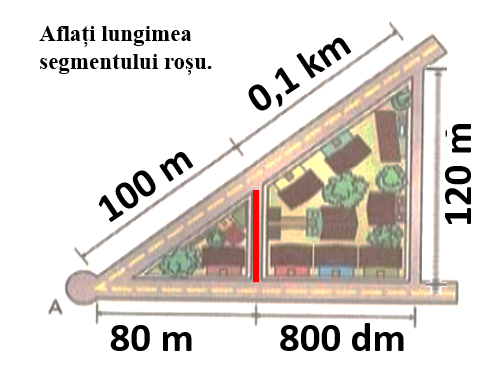 Aflați lungimea
segmentului roșu.
0,1 km
100 m
120 m
A
80 m
800 dm